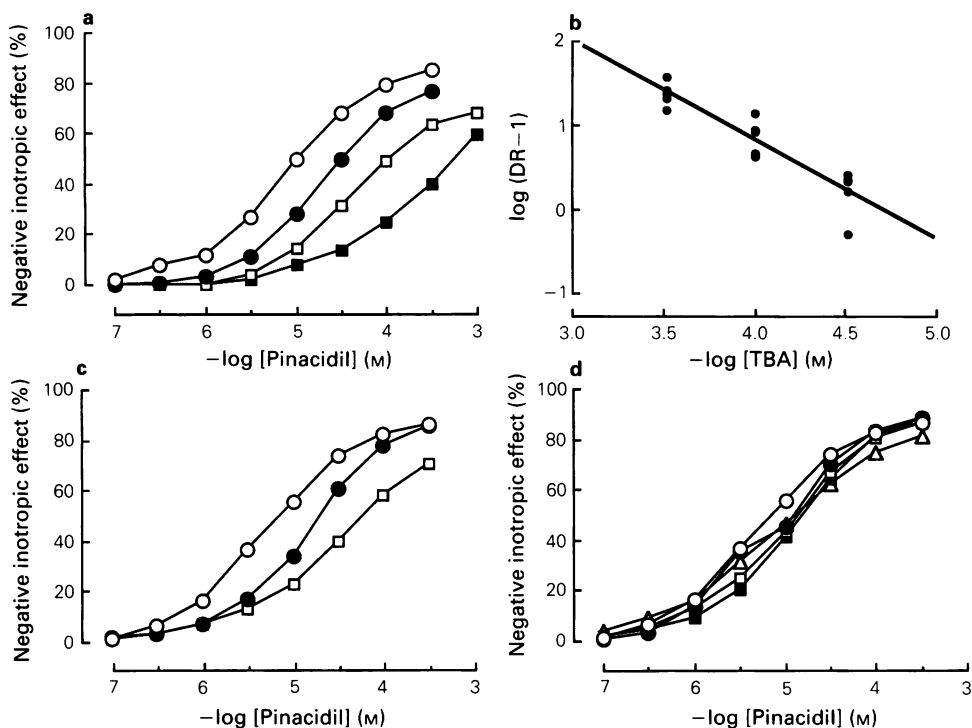 a
Negative inotropic effect (%)
100
80
60
40
20
0
7 6 5 4 3
−log [Pinacidil] (M)
b
log (DR−1)
2
1
0
−1
3.0 3.5 4.0 4.5 5.0
−log [TBA] (M)
c
Negative inotropic effect (%)
100
80
60
40
20
0
7 6 5 4 3
−log [Pinacidil] (M)
d
Negative inotropic effect (%)
100
80
60
40
20
0
7 6 5 4 3
−log [Pinacidil] (M)